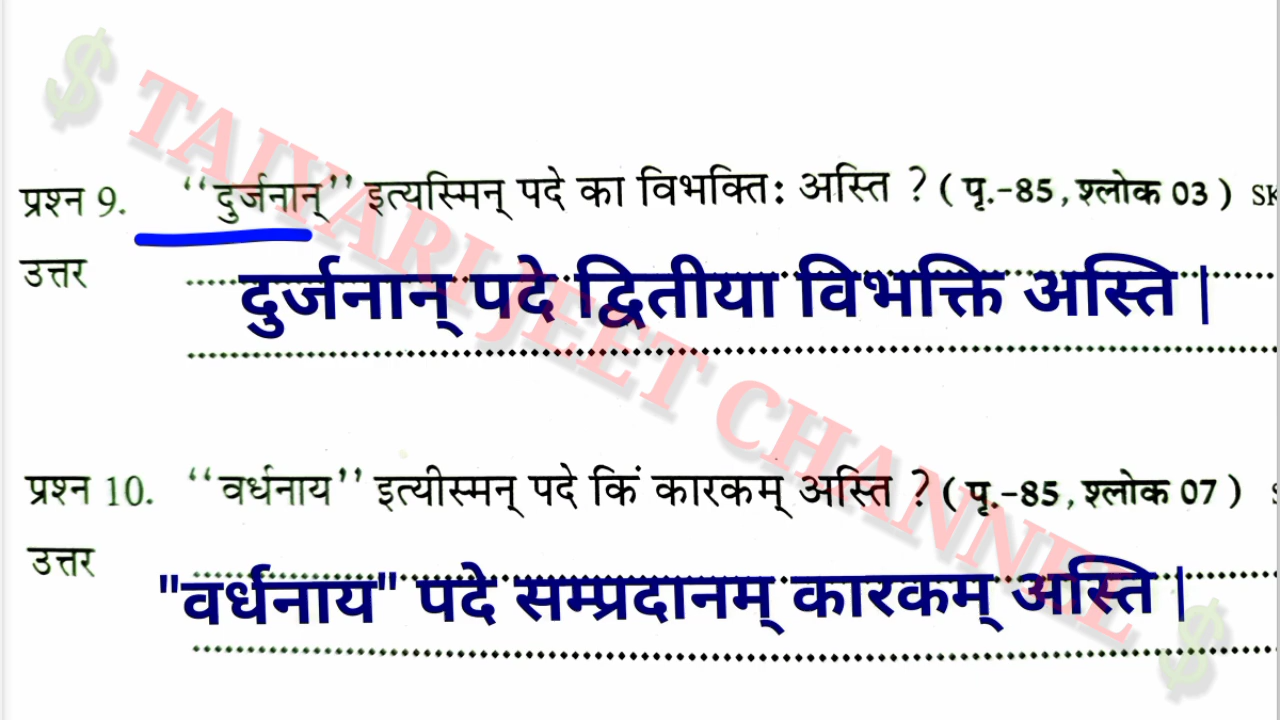 प्रश्न 9. ‘‘दुर्जनान्’’ इत्यस्मिन् पदे का विभक्तिः अस्ति ? ( पृ.-85, श्लोक 03 ) SK
उत्तर दुर्जनान् पदे द्वितीया विभक्ति अस्ति |
प्रश्न 10. ‘‘वर्धनाय’’ इत्यीस्मन् पदे किं कारकम् अस्ति ? ( पृ.-85, श्लोक 07 ) S
उत्तर "वर्धनाय" पदे सम्प्रदानम् कारकम् अस्ति |
$ TAIYARIJEET CHANNEL $